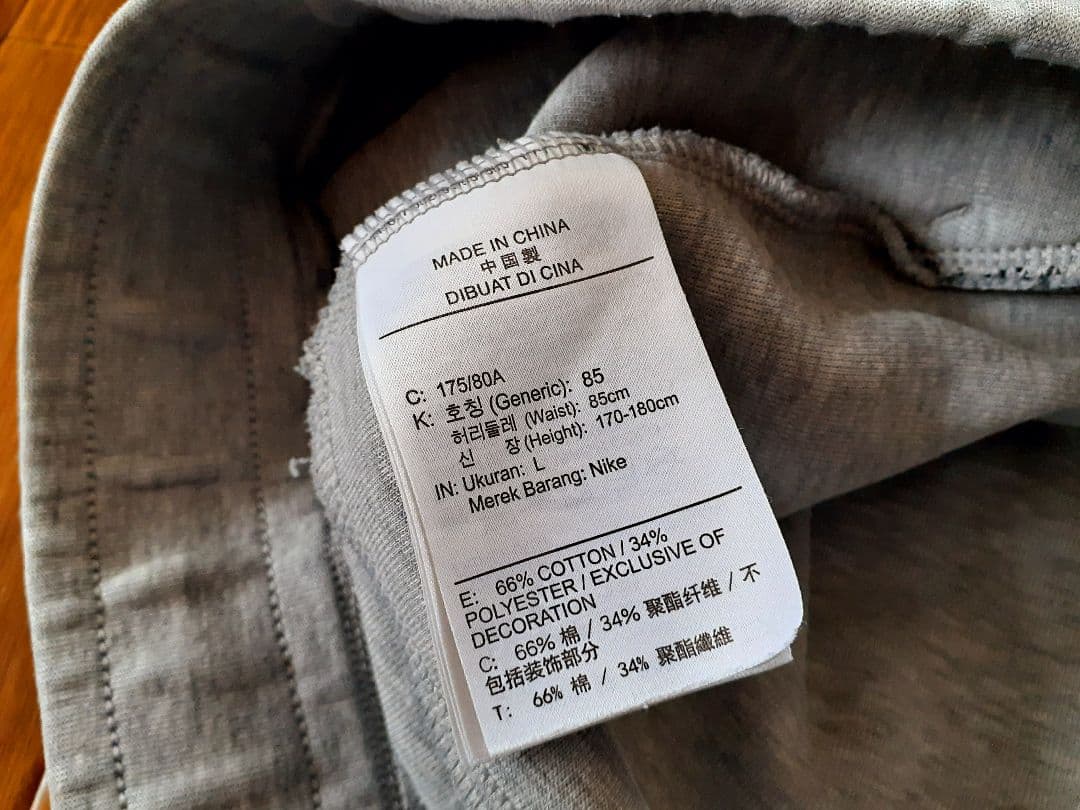 MADE IN CHINA
中国製
DIBUAT DI CINA
C: 175/80A
K: 호칭 (Generic): 85
허리둘레 (Waist): 85cm
신 장 (Height): 170-180cm
IN: Ukuran: L
Merek Barang: Nike
E: 66% COTTON / 34%
POLYESTER / EXCLUSIVE OF
DECORATION
C: 66% 棉 / 34% 聚酯纤维 / 不
包括装饰部分
T: 66% 棉 / 34% 聚酯纖維